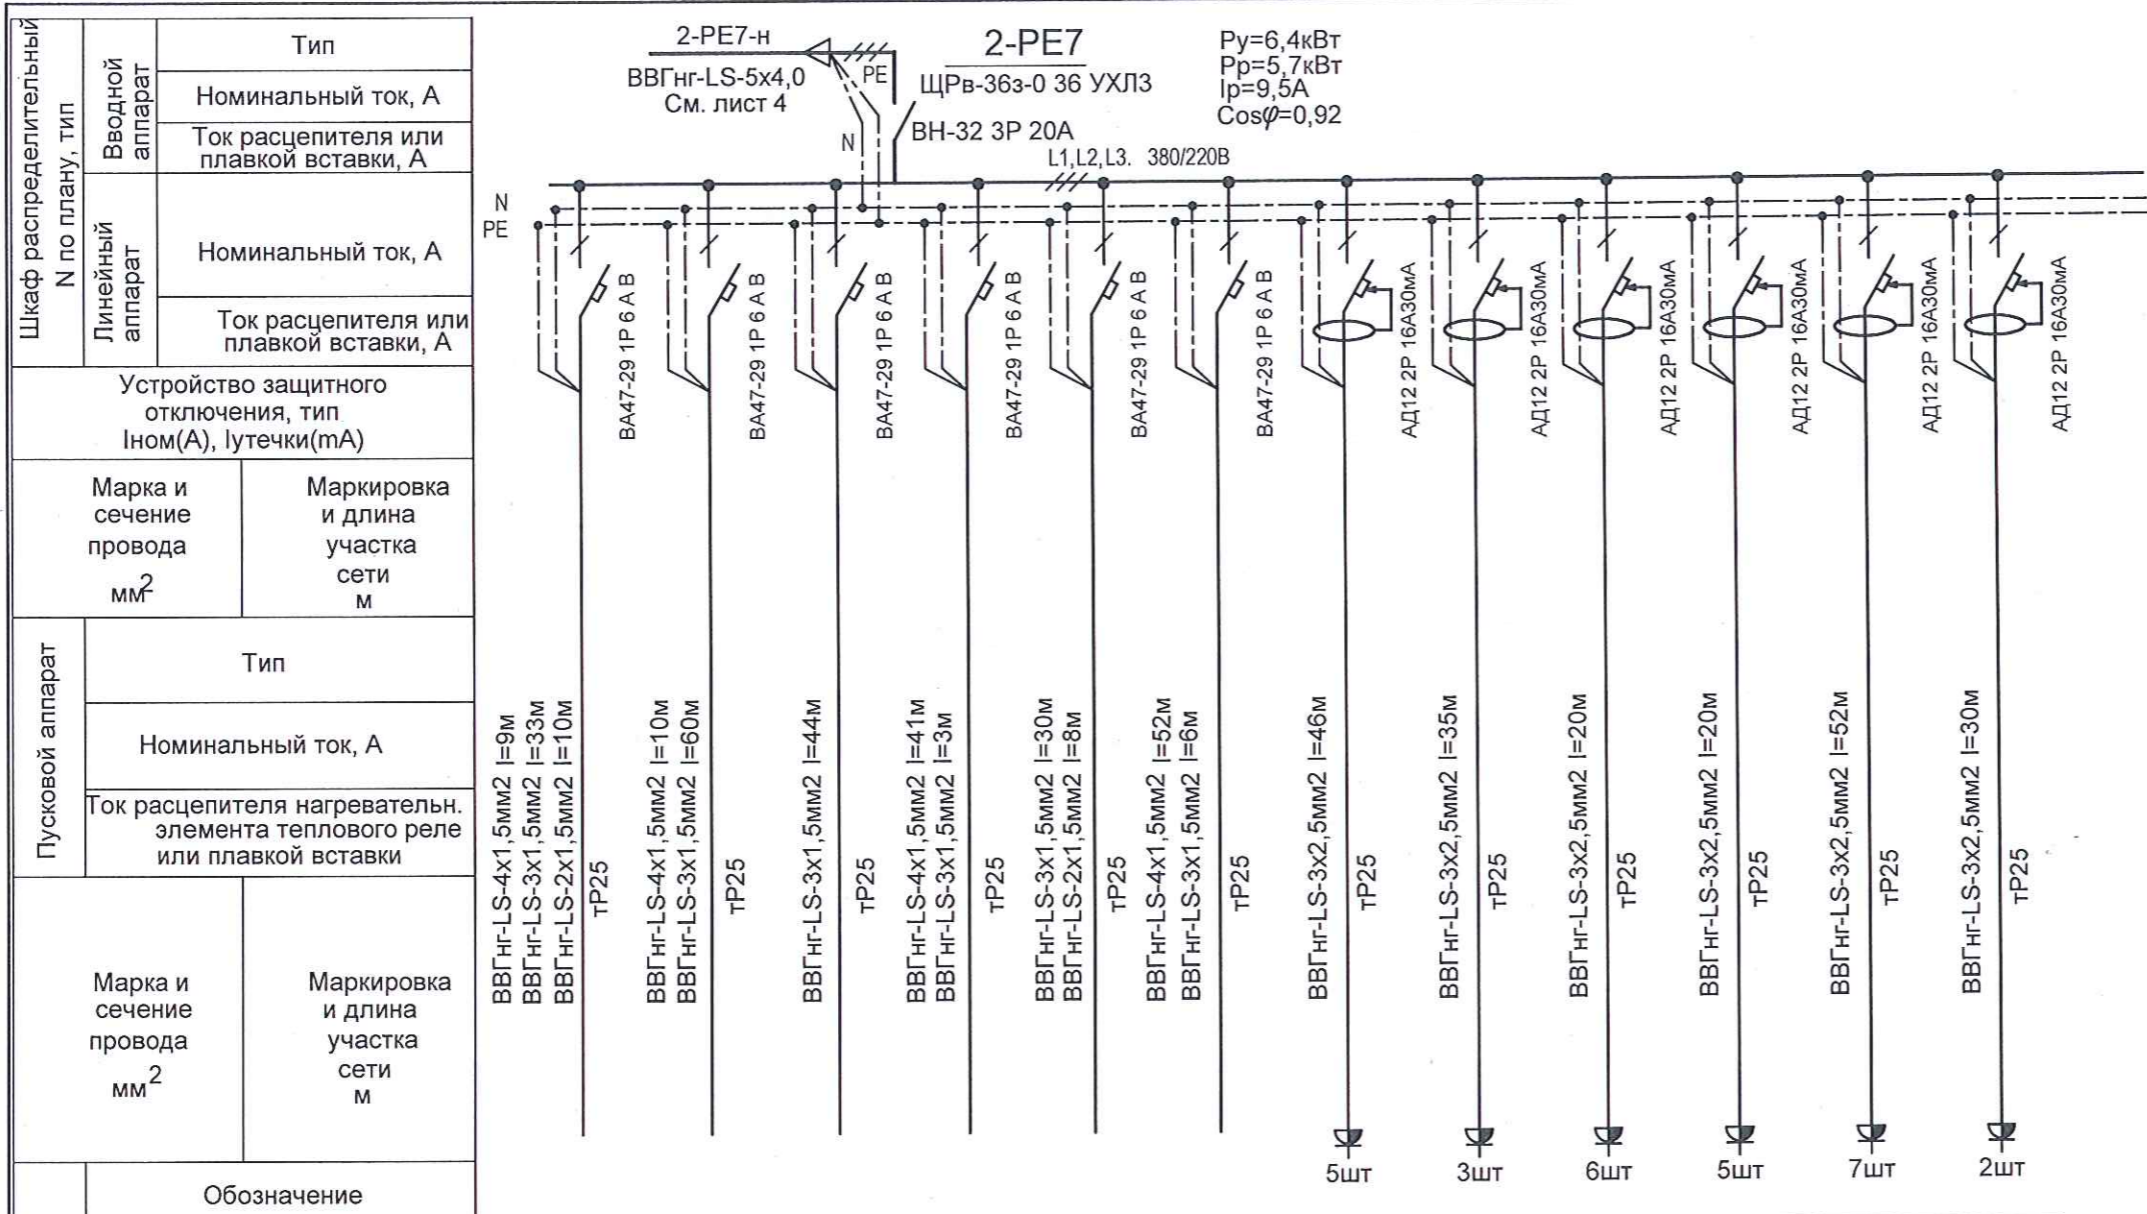 Шкаф распределительный
N по плану, тип
Вводной
аппарат
Тип
Номинальный ток, А
Ток расцепителя или
плавкой вставки, А
Линейный
аппарат
Номинальный ток, А
Ток расцепителя или
плавкой вставки, А
Устройство защитного
отключения, тип
Iном(А), Iутечки(mA)
Марка и
сечение
провода
мм2
Маркировка
и длина
участка
сети
м
Пусковой аппарат
Тип
Номинальный ток, А
Ток расцепителя нагревательн.
элемента теплового реле
или плавкой вставки
Марка и
сечение
провода
мм2
Маркировка
и длина
участка
сети
м
Обозначение
2-РЕ7-н
ВВГнг-LS-5х4,0
См. лист 4
PE
N
2-РЕ7
ЩРв-36з-0 36 УХЛ3
ВН-32 3Р 20А
Ру=6,4кВт
Рр=5,7кВт
Iр=9,5А
Cosφ=0,92
L1,L2,L3. 380/220В
N
PE
ВА47-29 1Р 6 А В
ВА47-29 1Р 6 А В
ВА47-29 1Р 6 А В
ВА47-29 1Р 6 А В
ВА47-29 1Р 6 А В
ВА47-29 1Р 6 А В
АД12 2Р 16А30мА
АД12 2Р 16А30мА
АД12 2Р 16А30мА
АД12 2Р 16А30мА
АД12 2Р 16А30мА
АД12 2Р 16А30мА
ВВГнг-LS-4х1,5мм2 l=9м
ВВГнг-LS-3х1,5мм2 l=33м
ВВГнг-LS-2х1,5мм2 l=10м
тР25
ВВГнг-LS-4х1,5мм2 l=10м
ВВГнг-LS-3х1,5мм2 l=60м
тР25
ВВГнг-LS-3х1,5мм2 l=44м
тР25
ВВГнг-LS-4х1,5мм2 l=41м
ВВГнг-LS-3х1,5мм2 l=3м
тР25
ВВГнг-LS-3х1,5мм2 l=30м
ВВГнг-LS-2х1,5мм2 l=8м
тР25
ВВГнг-LS-4х1,5мм2 l=52м
ВВГнг-LS-3х1,5мм2 l=6м
тР25
ВВГнг-LS-3х2,5мм2 l=46м
тР25
ВВГнг-LS-3х2,5мм2 l=35м
тР25
ВВГнг-LS-3х2,5мм2 l=20м
тР25
ВВГнг-LS-3х2,5мм2 l=20м
тР25
ВВГнг-LS-3х2,5мм2 l=52м
тР25
ВВГнг-LS-3х2,5мм2 l=30м
тР25
5шт
3шт
6шт
5шт
7шт
2шт